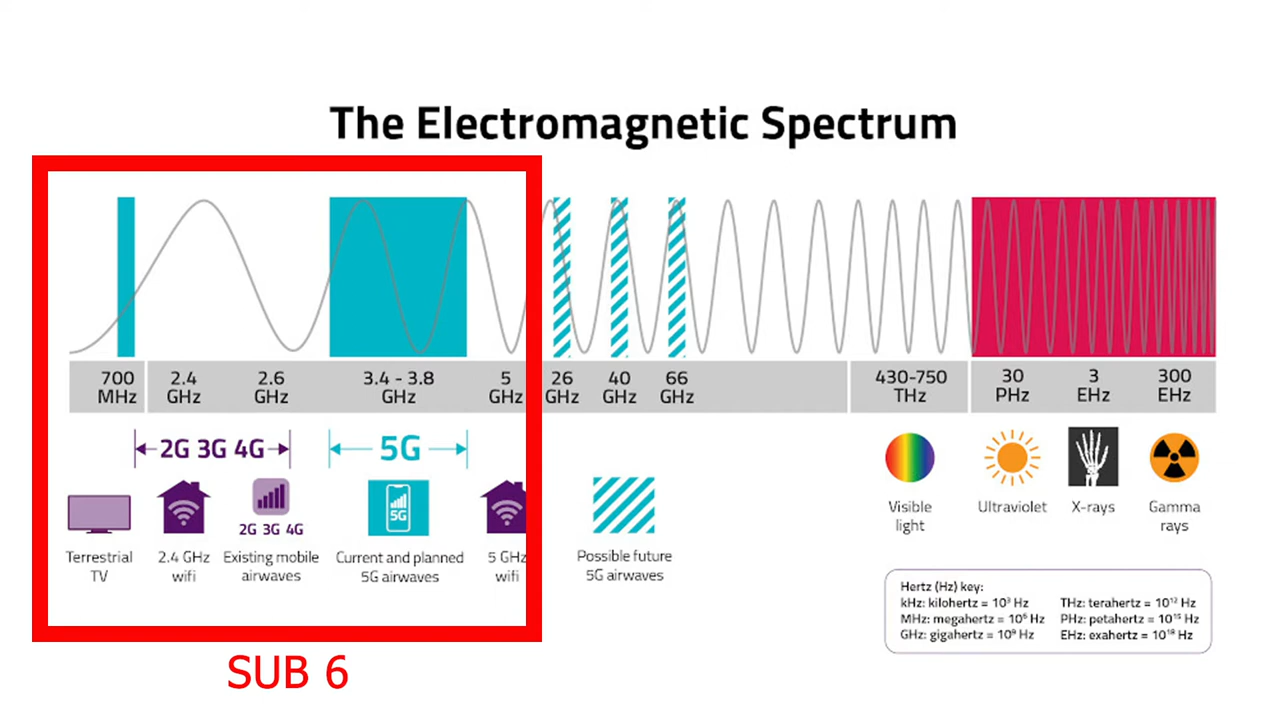 The Electromagnetic Spectrum
700 MHz
2.4 GHz
2.6 GHz
3.4 - 3.8 GHz
5 GHz
26 GHz
40 GHz
66 GHz
430-750 THz
30 PHz
3 EHz
300 EHz
2G 3G 4G
5G
5G
2G 3G 4G
Terrestrial
TV
2.4 GHz
wifi
Existing mobile
airwaves
Current and planned
5G airwaves
5 GHz
wifi
Possible future
5G airwaves
Visible
light
Ultraviolet
X-rays
Gamma
rays
Hertz (Hz) key:
kHz: kilohertz = 10³ Hz
MHz: megahertz = 10⁶ Hz
GHz: gigahertz = 10⁹ Hz
THz: terahertz = 10¹² Hz
PHz: petahertz = 10¹⁵ Hz
EHz: exahertz = 10¹⁸ Hz
SUB 6